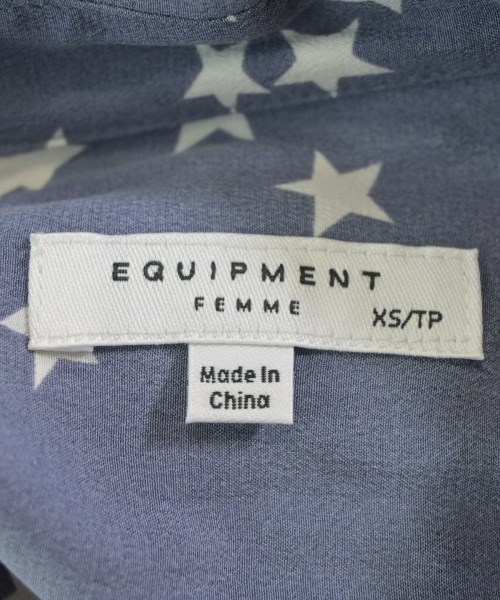 EQUIPMENT
FEMME
XS/TP
Made in
China